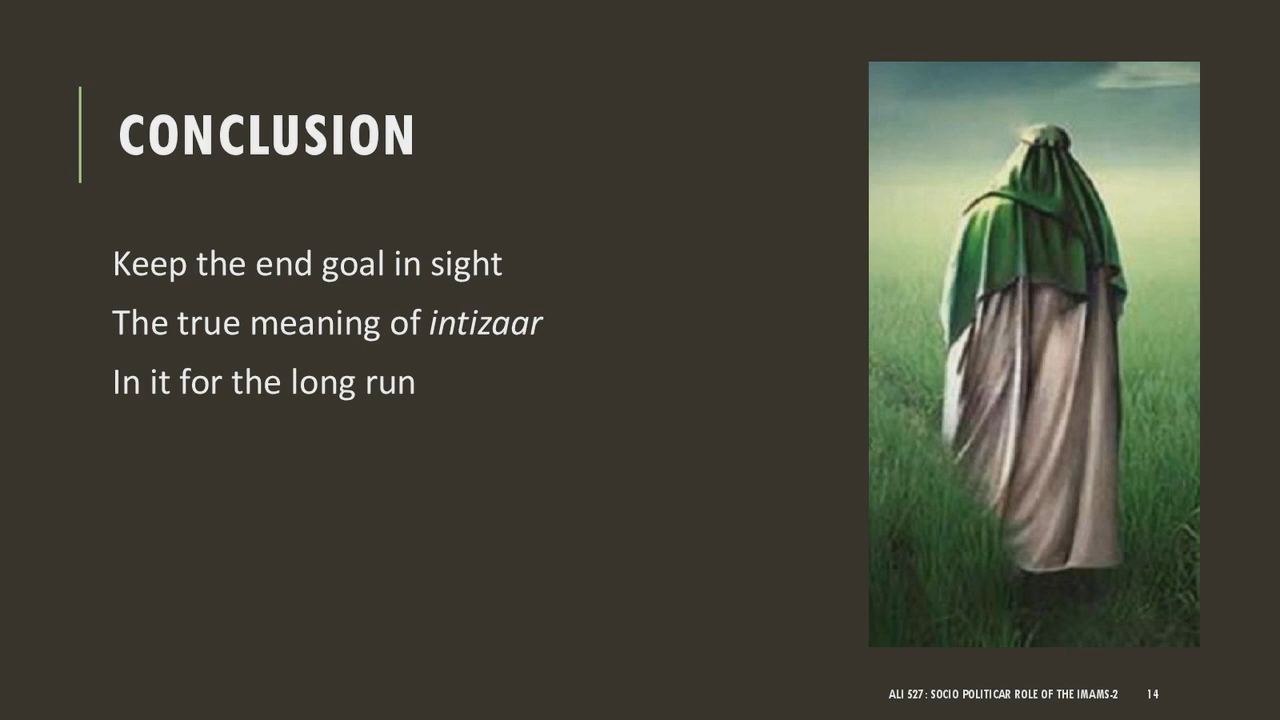 CONCLUSION
Keep the end goal in sight
The true meaning of intizaar
In it for the long run
ALI 527: SOCIO POLITICAR ROLE OF THE IMAMS-2 14